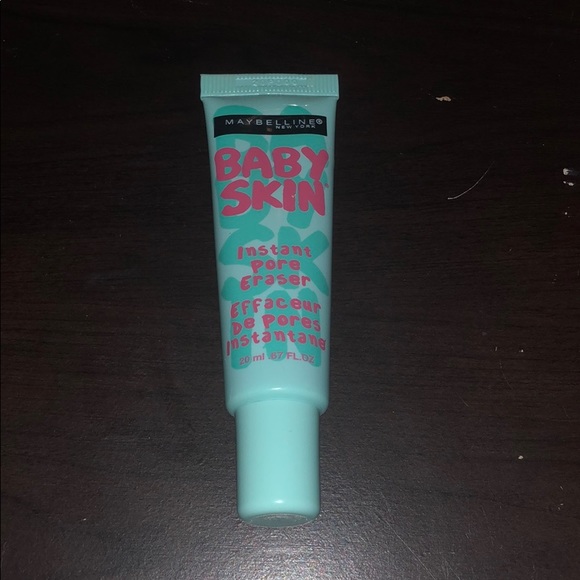 MAYBELLINE®
NEW YORK
BABY
SKIN
Instant
Pore
Eraser
Effaceur
De Pores
Instantané
20 ml .67 FL.OZ